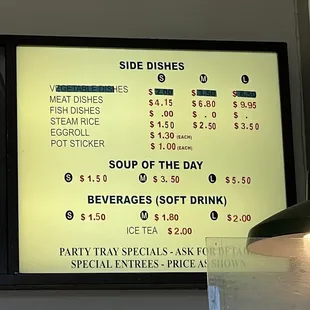 SIDE DISHES
S M L
VEGETABLE DISHES
MEAT DISHES $4.15 $6.80 $9.95
FISH DISHES $ .00 $ . $ .
STEAM RICE $1.50 $2.50 $3.50
EGGROLL $1.30 (EACH)
POT STICKER $1.00 (EACH)
SOUP OF THE DAY
S $1.50 M $3.50 L $5.50
BEVERAGES (SOFT DRINK)
S $1.50 M $1.80 L $2.00
ICE TEA $2.00
PARTY TRAY SPECIALS - ASK FOR DETAIL
SPECIAL ENTREES - PRICE AS SHOWN